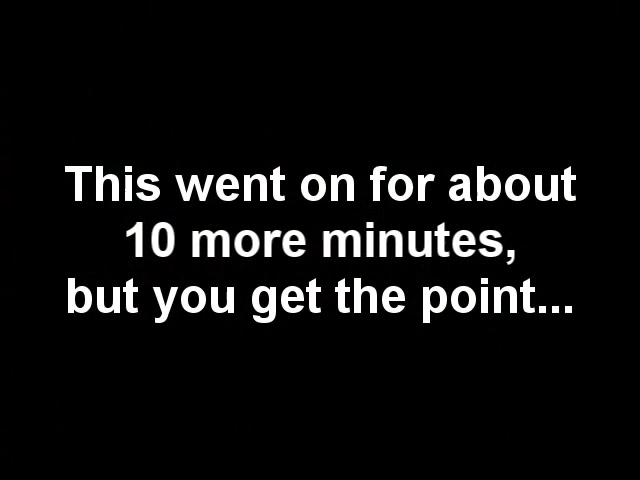 This went on for about
10 more minutes,
but you get the point...